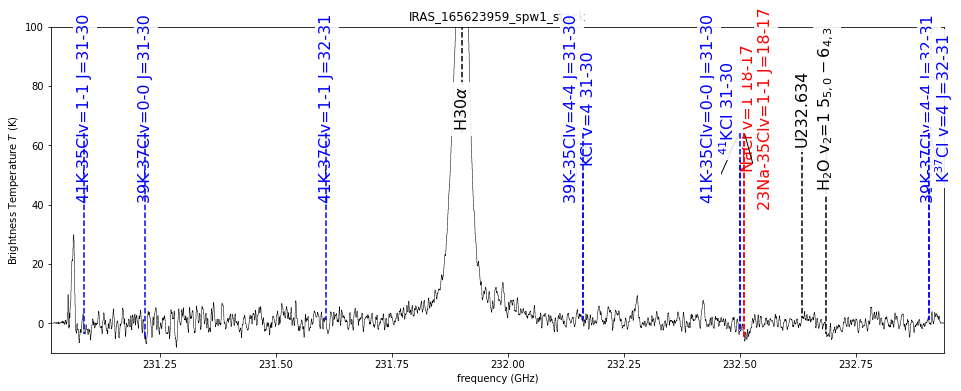 IRAS_165623959_spw1_s
41K-35Clv=1-1 J=31-30
39K-37Clv=0-0 J=31-30
41K-37Clv=1-1 J=32-31
H30α
39K-35Clv=4-4 J=31-30
KCl v=4 31-30
41K-35Clv=0-0 J=31-30
⁴¹KCl 31-30
NaCl v=1 18-17
23Na-35Clv=1-1 J=18-17
U232.634
H₂O v₂=1 5₅,₀ − 6₄,₃
39K-37Clv=4-4 J=32-31
K³⁷Cl v=4 J=32-31
Brightness Temperature T (K)
100
80
60
40
20
0
231.25
231.50
231.75
232.00
232.25
232.50
232.75
frequency (GHz)